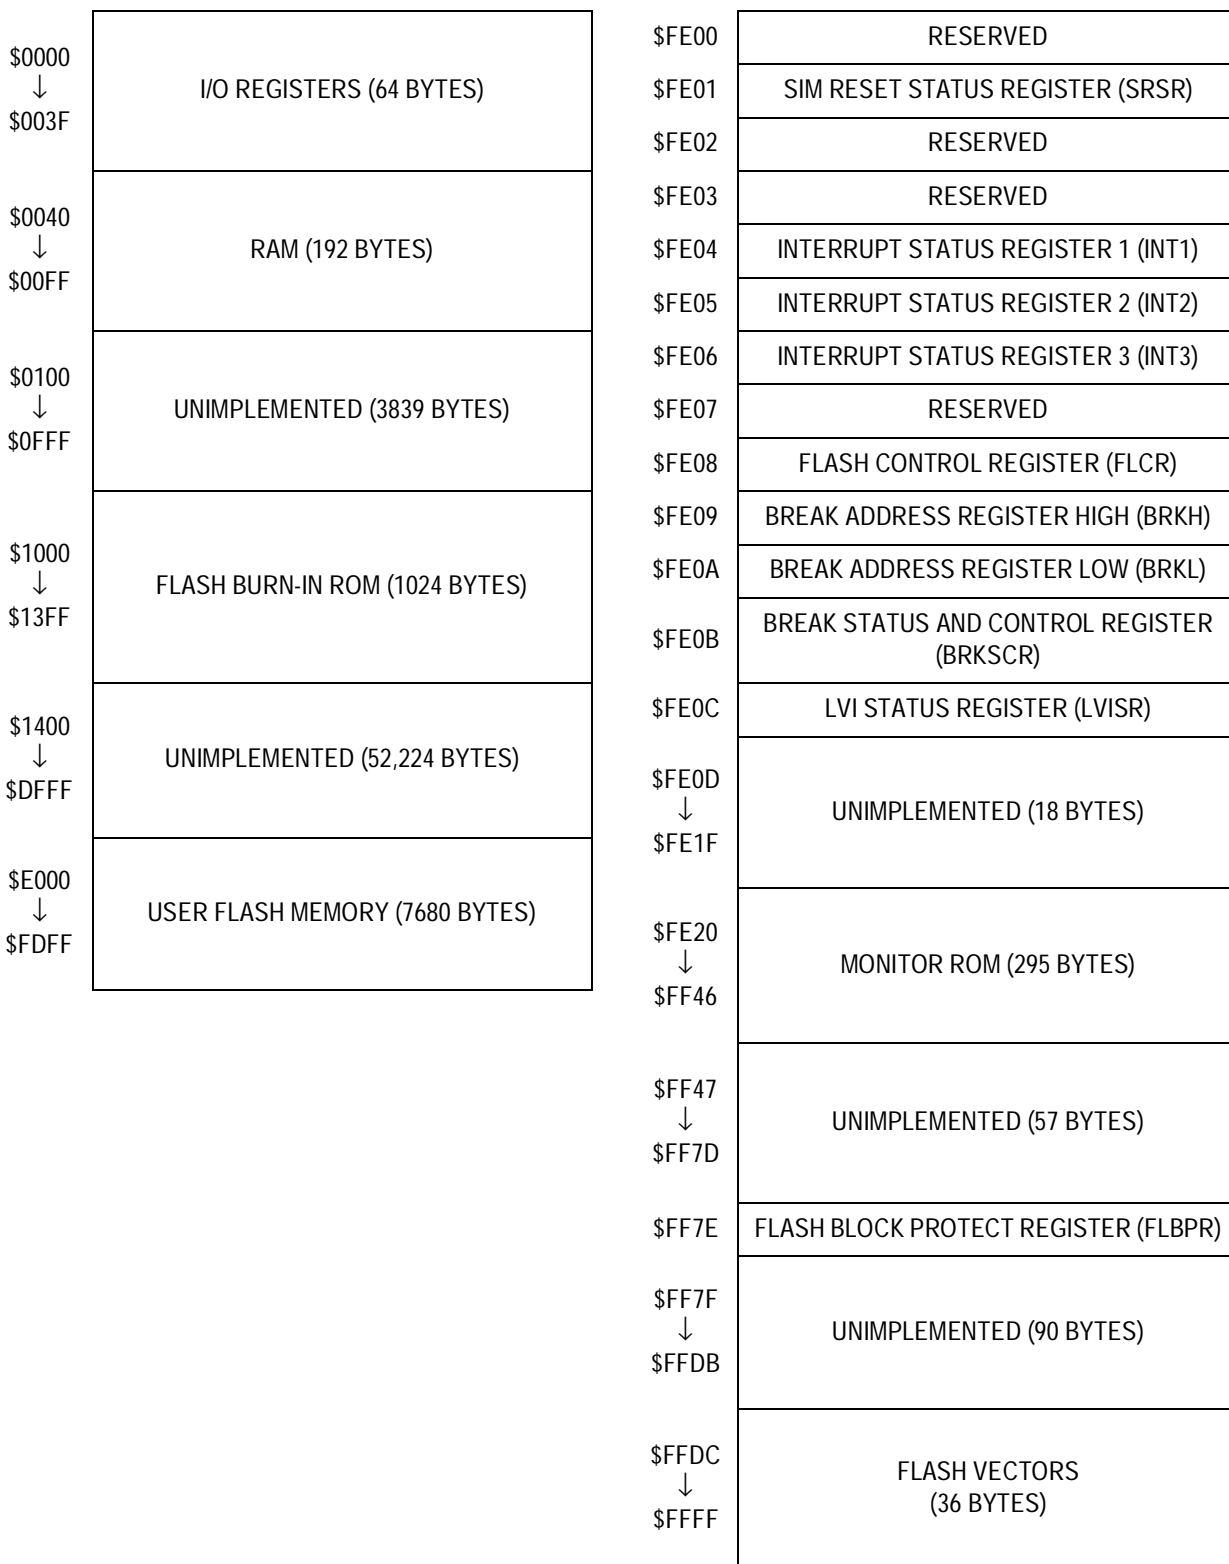 $0000
↓
$003F
I/O REGISTERS (64 BYTES)
$0040
↓
$00FF
RAM (192 BYTES)
$0100
↓
$0FFF
UNIMPLEMENTED (3839 BYTES)
$1000
↓
$13FF
FLASH BURN-IN ROM (1024 BYTES)
$1400
↓
$DFFF
UNIMPLEMENTED (52,224 BYTES)
$E000
↓
$FDFF
USER FLASH MEMORY (7680 BYTES)
$FE00 RESERVED
$FE01 SIM RESET STATUS REGISTER (SRSR)
$FE02 RESERVED
$FE03 RESERVED
$FE04 INTERRUPT STATUS REGISTER 1 (INT1)
$FE05 INTERRUPT STATUS REGISTER 2 (INT2)
$FE06 INTERRUPT STATUS REGISTER 3 (INT3)
$FE07 RESERVED
$FE08 FLASH CONTROL REGISTER (FLCR)
$FE09 BREAK ADDRESS REGISTER HIGH (BRKH)
$FE0A BREAK ADDRESS REGISTER LOW (BRKL)
$FE0B BREAK STATUS AND CONTROL REGISTER
(BRKSCR)
$FE0C LVI STATUS REGISTER (LVISR)
$FE0D
↓
$FE1F
UNIMPLEMENTED (18 BYTES)
$FE20
↓
$FF46
MONITOR ROM (295 BYTES)
$FF47
↓
$FF7D
UNIMPLEMENTED (57 BYTES)
$FF7E FLASH BLOCK PROTECT REGISTER (FLBPR)
$FF7F
↓
$FFDB
UNIMPLEMENTED (90 BYTES)
$FFDC
↓
$FFFF
FLASH VECTORS
(36 BYTES)